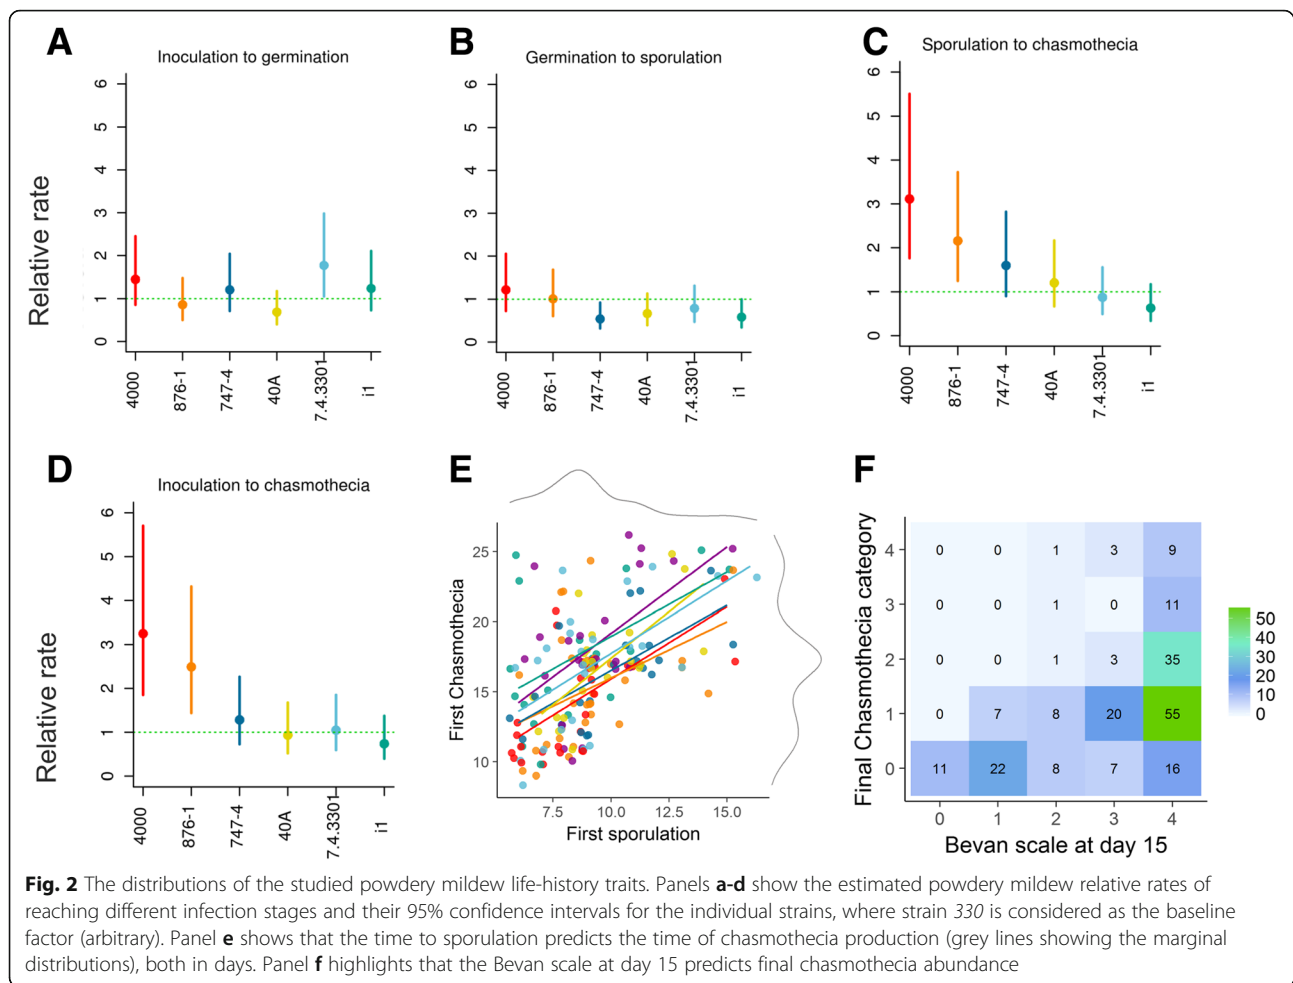 A
Inoculation to germination
Relative rate
6
5
4
3
2
1
0
4000
876-1
747-4
40A
7.4.3301
i1
B
Germination to sporulation
6
5
4
3
2
1
0
4000
876-1
747-4
40A
7.4.3301
i1
C
Sporulation to chasmothecia
6
5
4
3
2
1
0
4000
876-1
747-4
40A
7.4.3301
i1
D
Inoculation to chasmothecia
Relative rate
6
5
4
3
2
1
0
4000
876-1
747-4
40A
7.4.3301
i1
E
First Chasmothecia
25
20
15
10
7.5 10.0 12.5 15.0
First sporulation
F
Final Chasmothecia category
4 0 0 1 3 9
3 0 0 1 0 11
2 0 0 1 3 35
1 0 7 8 20 55
0 11 22 8 7 16
0 1 2 3 4
Bevan scale at day 15
50
40
30
20
10
0
Fig. 2 The distributions of the studied powdery mildew life-history traits. Panels a-d show the estimated powdery mildew relative rates of
reaching different infection stages and their 95% confidence intervals for the individual strains, where strain 330 is considered as the baseline
factor (arbitrary). Panel e shows that the time to sporulation predicts the time of chasmothecia production (grey lines showing the marginal
distributions), both in days. Panel f highlights that the Bevan scale at day 15 predicts final chasmothecia abundance